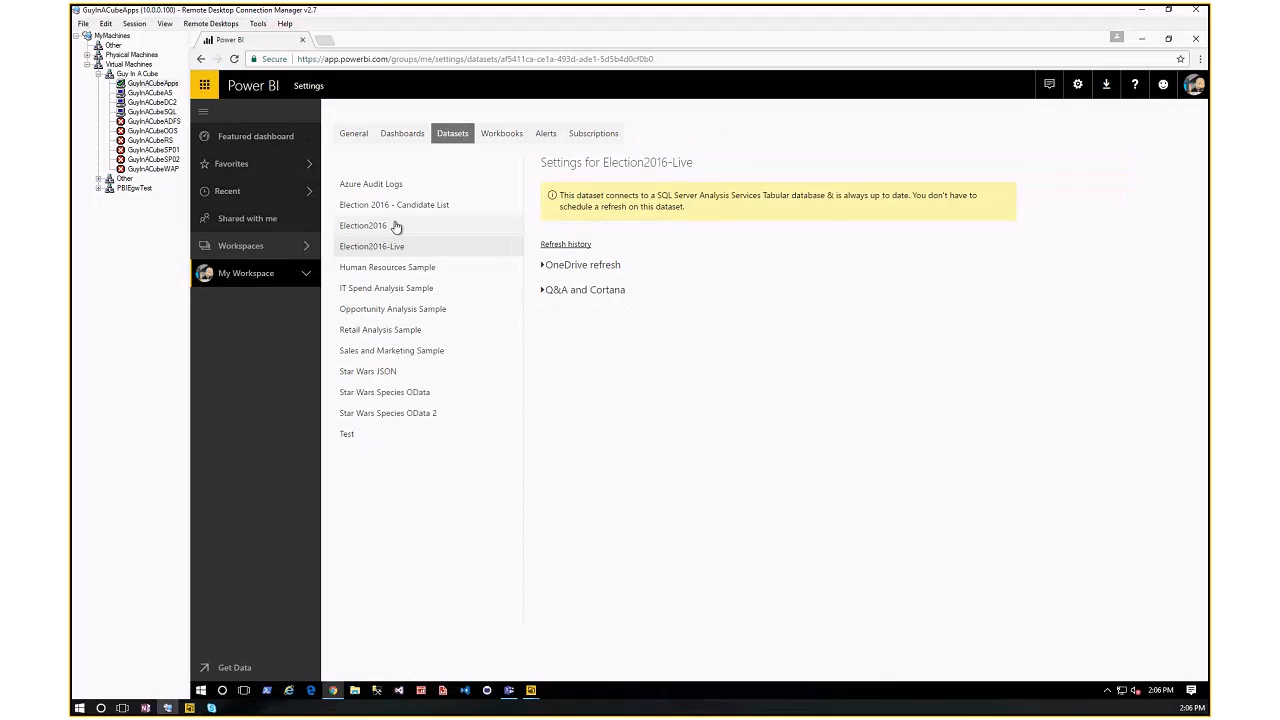 GuyInACubeApps (10.0.0.100) - Remote Desktop Connection Manager v2.7
File Edit Session View Remote Desktops Tools Help
MyMachines
Other
Physical Machines
Virtual Machines
Guy In A Cube
GuyInACubeApps
GuyInACubeAS
GuyInACubeDC2
GuyInACubeSQL
GuyInACubeADFS
GuyInACubeOOS
GuyInACubeRS
GuyInACubeSP01
GuyInACubeSP02
GuyInACubeWAP
Other
PBIEgwTest
Power BI
Secure https://app.powerbi.com/groups/me/settings/datasets/af5411ca-ce1a-493d-ade1-5d5b4d0cf0b0
Power BI Settings
Featured dashboard
Favorites
Recent
Shared with me
Workspaces
My Workspace
Get Data
General Dashboards Datasets Workbooks Alerts Subscriptions
Azure Audit Logs
Election 2016 - Candidate List
Election2016
Election2016-Live
Human Resources Sample
IT Spend Analysis Sample
Opportunity Analysis Sample
Retail Analysis Sample
Sales and Marketing Sample
Star Wars JSON
Star Wars Species OData
Star Wars Species OData 2
Test
Settings for Election2016-Live
This dataset connects to a SQL Server Analysis Services Tabular database & is always up to date. You don't have to
schedule a refresh on this dataset.
Refresh history
OneDrive refresh
Q&A and Cortana
2:06 PM
2:06 PM